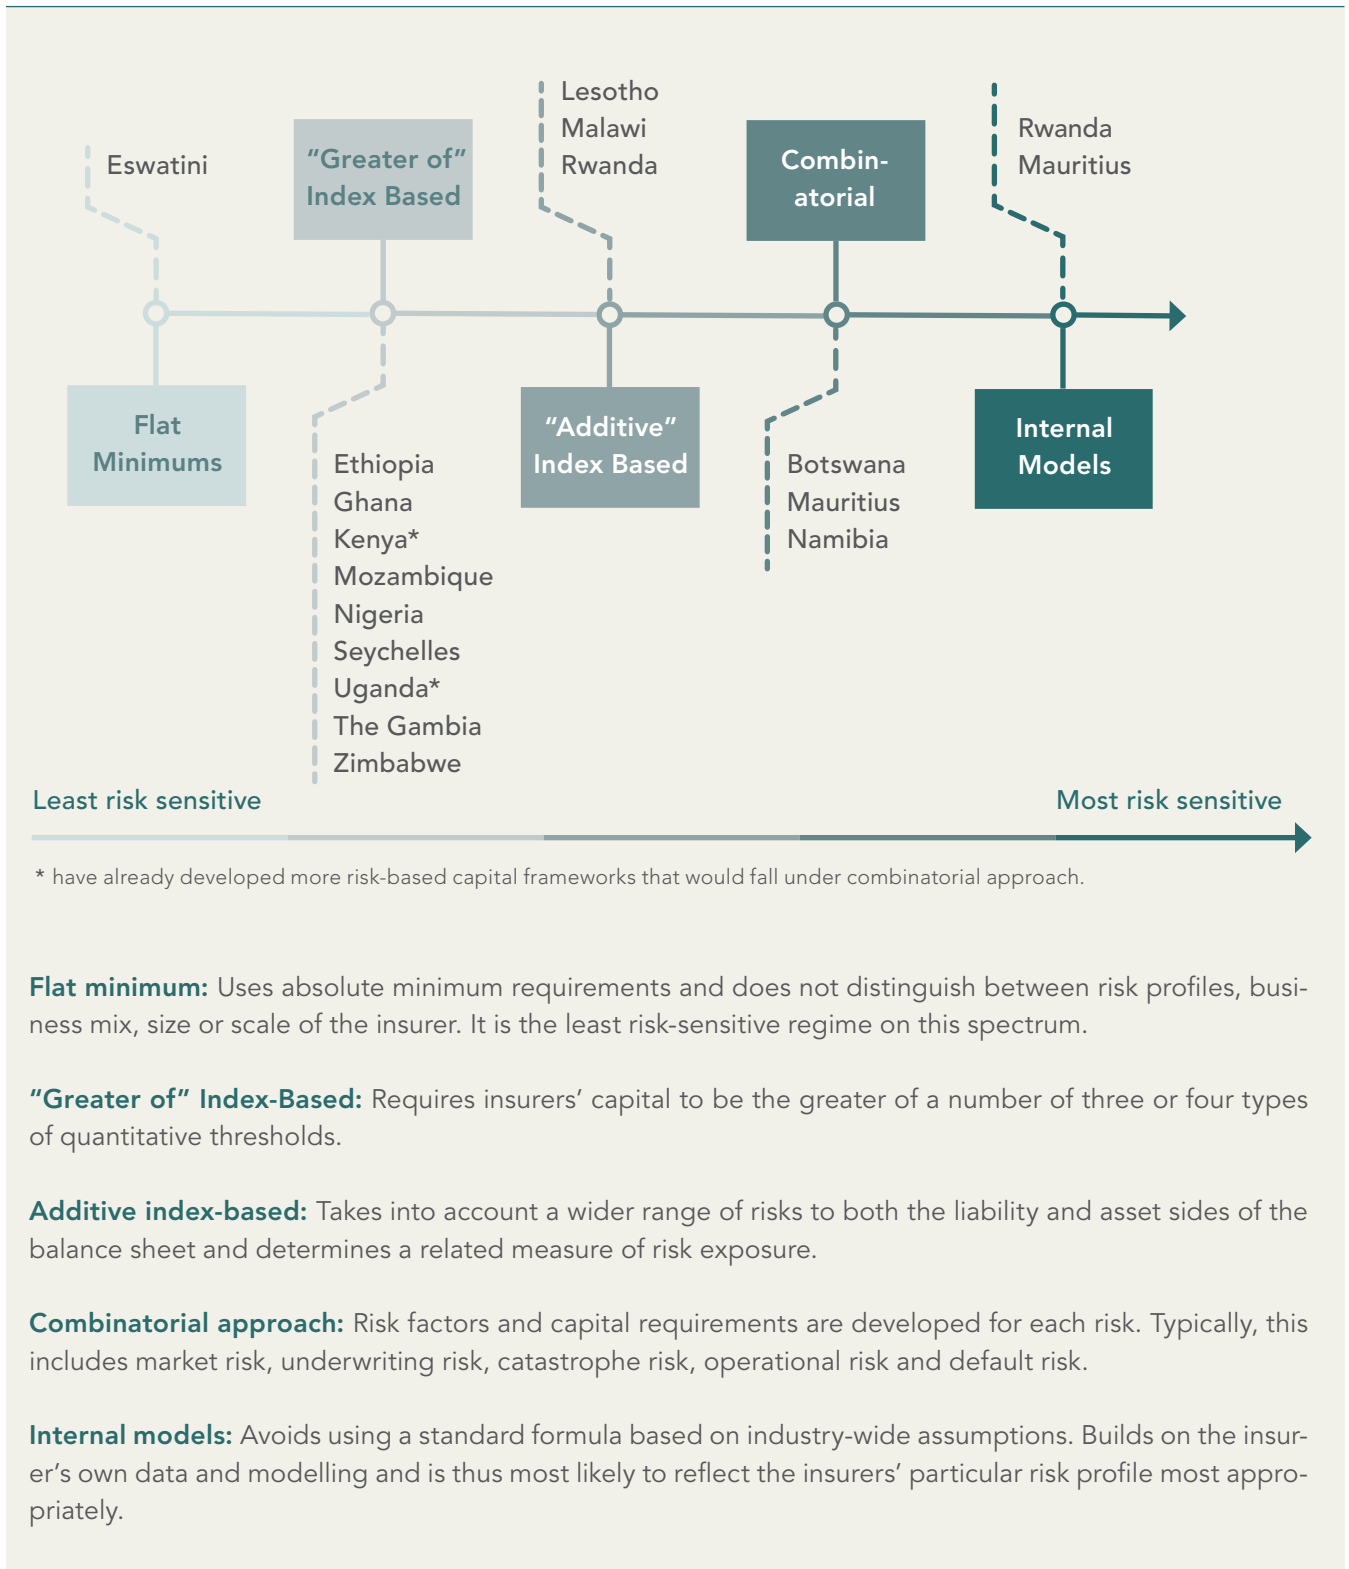 Eswatini
"Greater of"
Index Based
Lesotho
Malawi
Rwanda
Combin-
atorial
Rwanda
Mauritius
Flat
Minimums
Ethiopia
Ghana
Kenya*
Mozambique
Nigeria
Seychelles
Uganda*
The Gambia
Zimbabwe
"Additive"
Index Based
Botswana
Mauritius
Namibia
Internal
Models
Least risk sensitive
Most risk sensitive
* have already developed more risk-based capital frameworks that would fall under combinatorial approach.
Flat minimum: Uses absolute minimum requirements and does not distinguish between risk profiles, busi-
ness mix, size or scale of the insurer. It is the least risk-sensitive regime on this spectrum.
“Greater of” Index-Based: Requires insurers’ capital to be the greater of a number of three or four types
of quantitative thresholds.
Additive index-based: Takes into account a wider range of risks to both the liability and asset sides of the
balance sheet and determines a related measure of risk exposure.
Combinatorial approach: Risk factors and capital requirements are developed for each risk. Typically, this
includes market risk, underwriting risk, catastrophe risk, operational risk and default risk.
Internal models: Avoids using a standard formula based on industry-wide assumptions. Builds on the insur-
er’s own data and modelling and is thus most likely to reflect the insurers’ particular risk profile most appro-
priately.